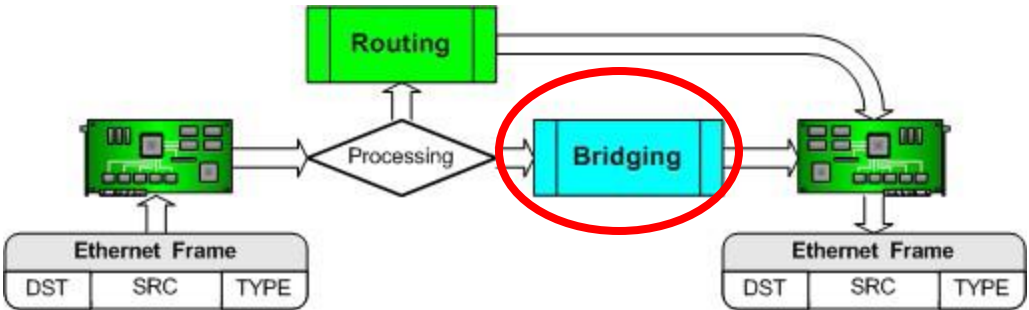 Routing
Processing
Bridging
Ethernet Frame
DST SRC TYPE
Ethernet Frame
DST SRC TYPE